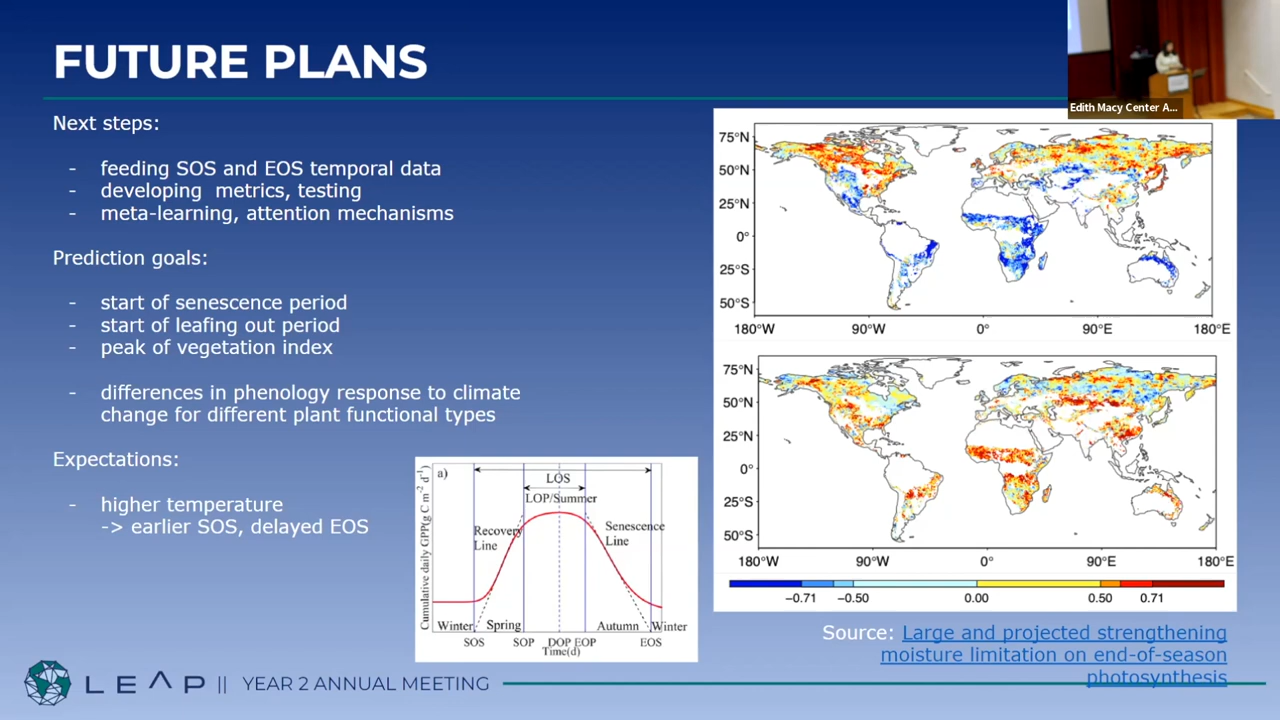 FUTURE PLANS
Edith Macy Center A...
Next steps:
- feeding SOS and EOS temporal data
- developing metrics, testing
- meta-learning, attention mechanisms
Prediction goals:
- start of senescence period
- start of leafing out period
- peak of vegetation index
- differences in phenology response to climate
change for different plant functional types
Expectations:
- higher temperature
-> earlier SOS, delayed EOS
a)
LOS
LOP/Summer
Recovery
Line
Senescence
Line
Cumulative daily GPP(g C m⁻² d⁻¹)
Winter
Spring
Autumn
Winter
SOS
SOP
DOP
EOP
EOS
Time(d)
75°N
50°N
25°N
0°
25°S
50°S
180°W
90°W
0°
90°E
180°E
75°N
50°N
25°N
0°
25°S
50°S
180°W
90°W
0°
90°E
180°E
−0.71
−0.50
0.00
0.50
0.71
Source: Large and projected strengthening
moisture limitation on end-of-season
photosynthesis
LEAP || YEAR 2 ANNUAL MEETING